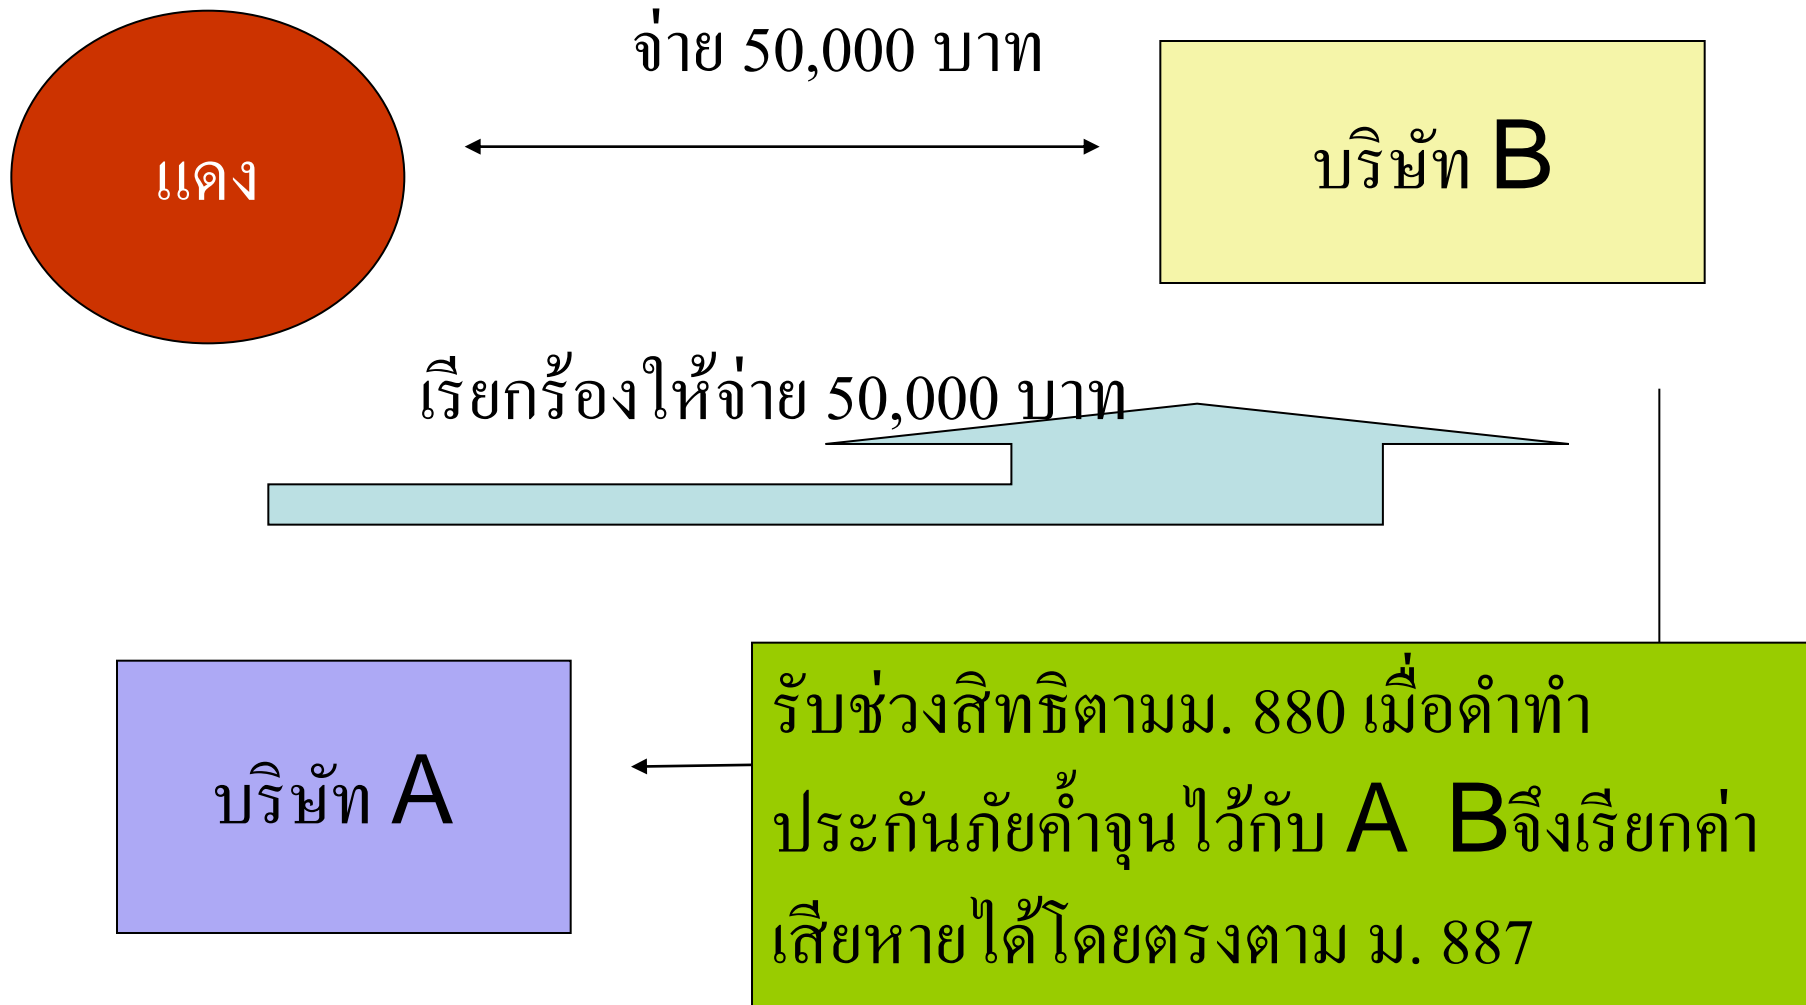 จ่าย 50,000 บาท
แดง
บริษัท B
เรียกร้องให้จ่าย 50,000 บาท
บริษัท A
รับช่วงสิทธิตามม. 880 เมื่อดำทำ
ประกันภัยค้ำจุนไว้กับ A Bจึงเรียกค่า
เสียหายได้โดยตรงตาม ม. 887